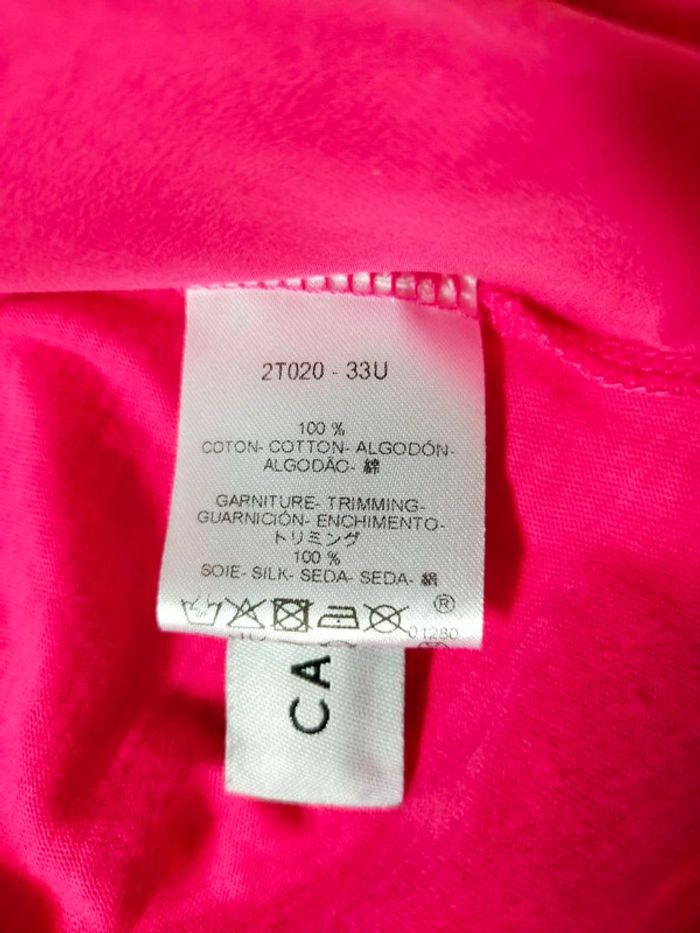 2T020 - 33U
100 %
COTON- COTTON- ALGODÓN-
ALGODÃO- 綿
GARNITURE- TRIMMING-
GUARNICIÓN- ENCHIMENTO-
トリミング
100 %
SOIE- SILK- SEDA- SEDA- 絹
®
01280
CA